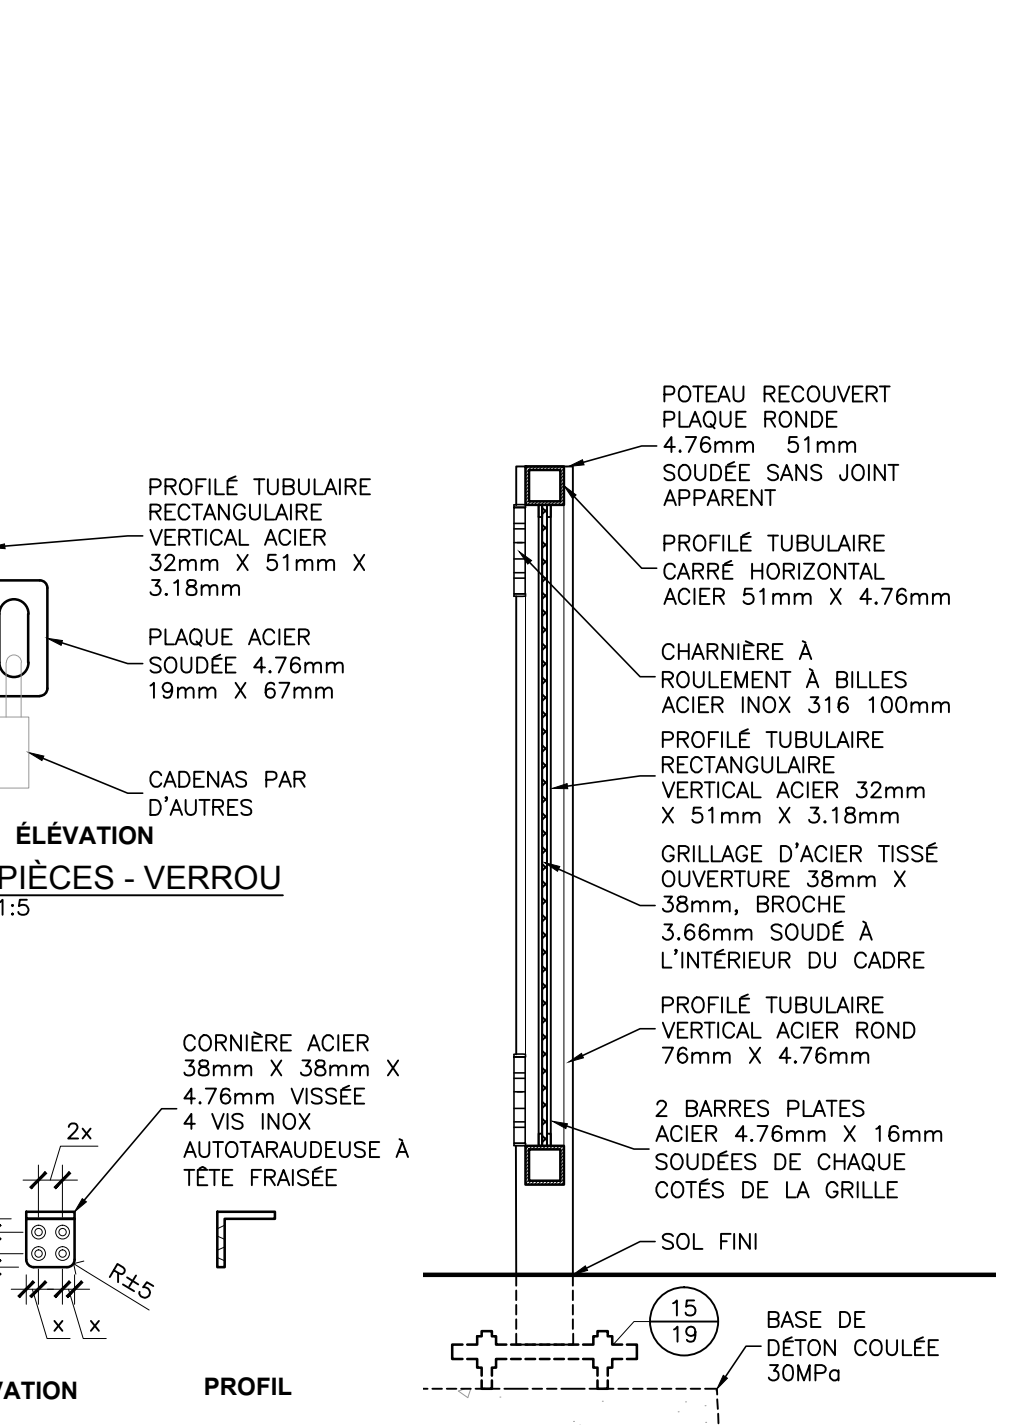 PROFILÉ TUBULAIRE
RECTANGULAIRE
VERTICAL ACIER
32mm X 51mm X
3.18mm
PLAQUE ACIER
SOUDÉE 4.76mm
19mm X 67mm
CADENAS PAR
D'AUTRES
ÉLÉVATION
PIÈCES - VERROU
1:5
CORNIÈRE ACIER
38mm X 38mm X
4.76mm VISSÉE
4 VIS INOX
AUTOTARAUDEUSE À
TÊTE FRAISÉE
2x
R±5
x
x
VATION
PROFIL
POTEAU RECOUVERT
PLAQUE RONDE
4.76mm 51mm
SOUDÉE SANS JOINT
APPARENT
PROFILÉ TUBULAIRE
CARRÉ HORIZONTAL
ACIER 51mm X 4.76mm
CHARNIÈRE À
ROULEMENT À BILLES
ACIER INOX 316 100mm
PROFILÉ TUBULAIRE
RECTANGULAIRE
VERTICAL ACIER 32mm
X 51mm X 3.18mm
GRILLAGE D'ACIER TISSÉ
OUVERTURE 38mm X
38mm, BROCHE
3.66mm SOUDÉ À
L'INTÉRIEUR DU CADRE
PROFILÉ TUBULAIRE
VERTICAL ACIER ROND
76mm X 4.76mm
2 BARRES PLATES
ACIER 4.76mm X 16mm
SOUDÉES DE CHAQUE
COTÉS DE LA GRILLE
SOL FINI
15
19
BASE DE
DÉTON COULÉE
30MPa